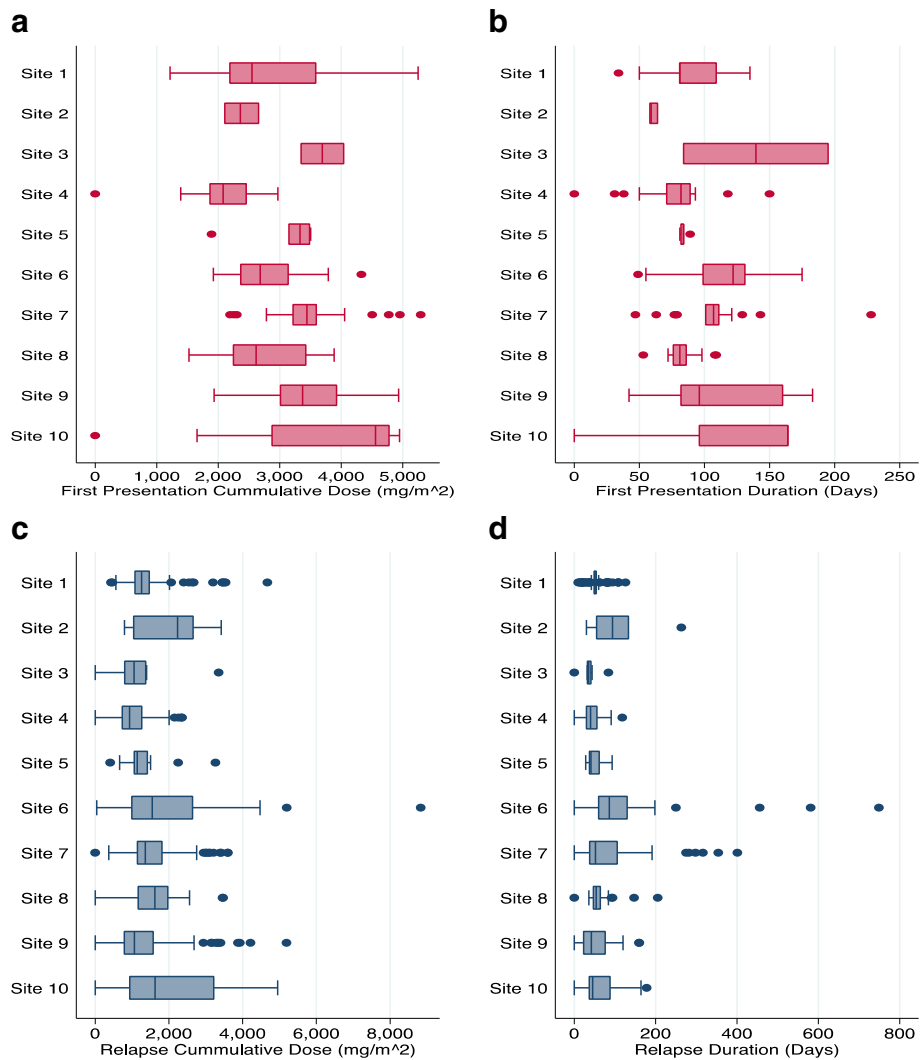 a
Site 1
Site 2
Site 3
Site 4
Site 5
Site 6
Site 7
Site 8
Site 9
Site 10
0 1,000 2,000 3,000 4,000 5,000
First Presentation Cummulative Dose (mg/m^2)
b
Site 1
Site 2
Site 3
Site 4
Site 5
Site 6
Site 7
Site 8
Site 9
Site 10
0 50 100 150 200 250
First Presentation Duration (Days)
c
Site 1
Site 2
Site 3
Site 4
Site 5
Site 6
Site 7
Site 8
Site 9
Site 10
0 2,000 4,000 6,000 8,000
Relapse Cummulative Dose (mg/m^2)
d
Site 1
Site 2
Site 3
Site 4
Site 5
Site 6
Site 7
Site 8
Site 9
Site 10
0 200 400 600 800
Relapse Duration (Days)